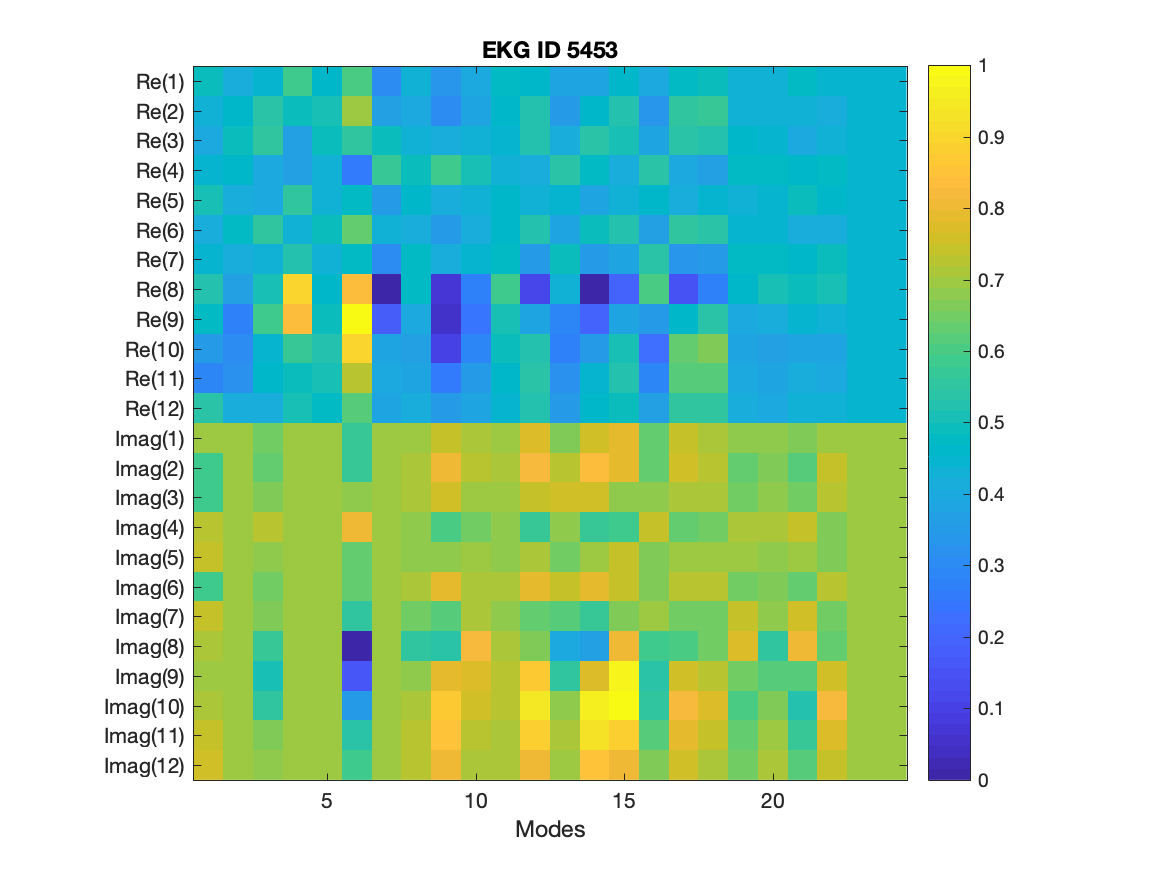 EKG ID 5453
Re(1)
Re(2)
Re(3)
Re(4)
Re(5)
Re(6)
Re(7)
Re(8)
Re(9)
Re(10)
Re(11)
Re(12)
Imag(1)
Imag(2)
Imag(3)
Imag(4)
Imag(5)
Imag(6)
Imag(7)
Imag(8)
Imag(9)
Imag(10)
Imag(11)
Imag(12)
5 10 15 20
Modes
1
0.9
0.8
0.7
0.6
0.5
0.4
0.3
0.2
0.1
0